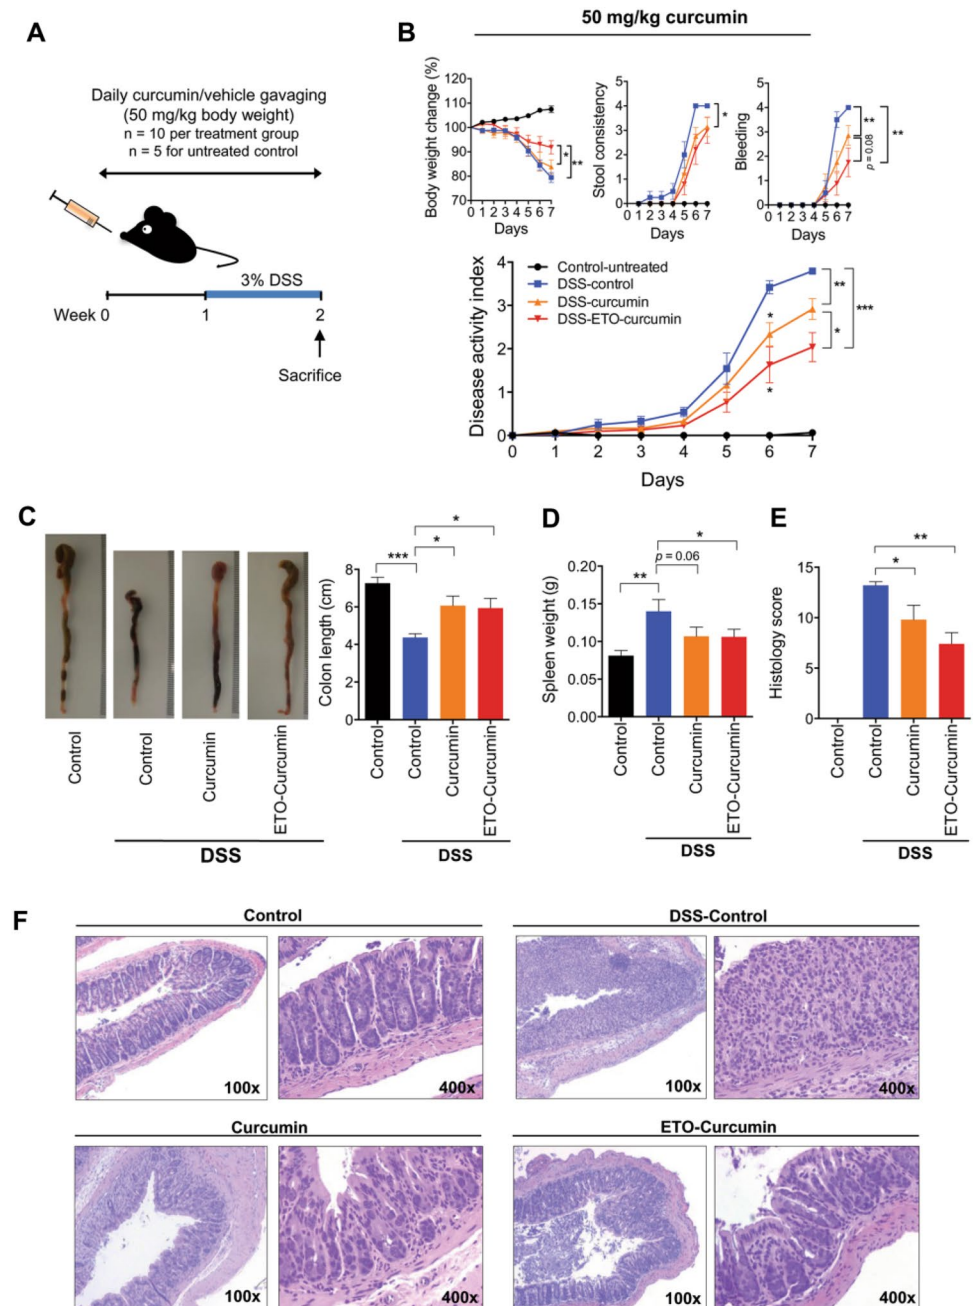 A
Daily curcumin/vehicle gavaging
(50 mg/kg body weight)
n = 10 per treatment group
n = 5 for untreated control
3% DSS
Week 0 1 2
Sacrifice
B
50 mg/kg curcumin
Body weight change (%)
120
110
100
90
80
70
0 1 2 3 4 5 6 7
Days
*
**
Stool consistency
5
4
3
2
1
0
0 1 2 3 4 5 6 7
Days
*
Bleeding
5
4
3
2
1
0
0 1 2 3 4 5 6 7
Days
**
p = 0.08
**
Disease activity index
4
3
2
1
0
0 1 2 3 4 5 6 7
Days
Control-untreated
DSS-control
DSS-curcumin
DSS-ETO-curcumin
*
*
**
*
***
C
Control
Control
Curcumin
ETO-Curcumin
DSS
Colon length (cm)
8
6
4
2
0
***
*
*
Control
Control
Curcumin
ETO-Curcumin
DSS
D
Spleen weight (g)
0.20
0.15
0.10
0.05
0.00
**
p = 0.06
*
Control
Control
Curcumin
ETO-Curcumin
DSS
E
Histology score
15
10
5
0
*
**
Control
Control
Curcumin
ETO-Curcumin
DSS
F
Control
100x
400x
DSS-Control
100x
400x
Curcumin
100x
400x
ETO-Curcumin
100x
400x